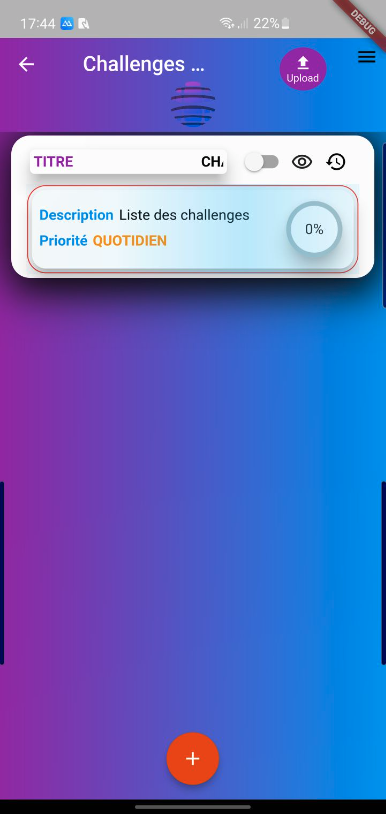 17:44 22%
DEBUG
Challenges ...
Upload
TITRE CH
Description Liste des challenges
Priorité QUOTIDIEN
0%